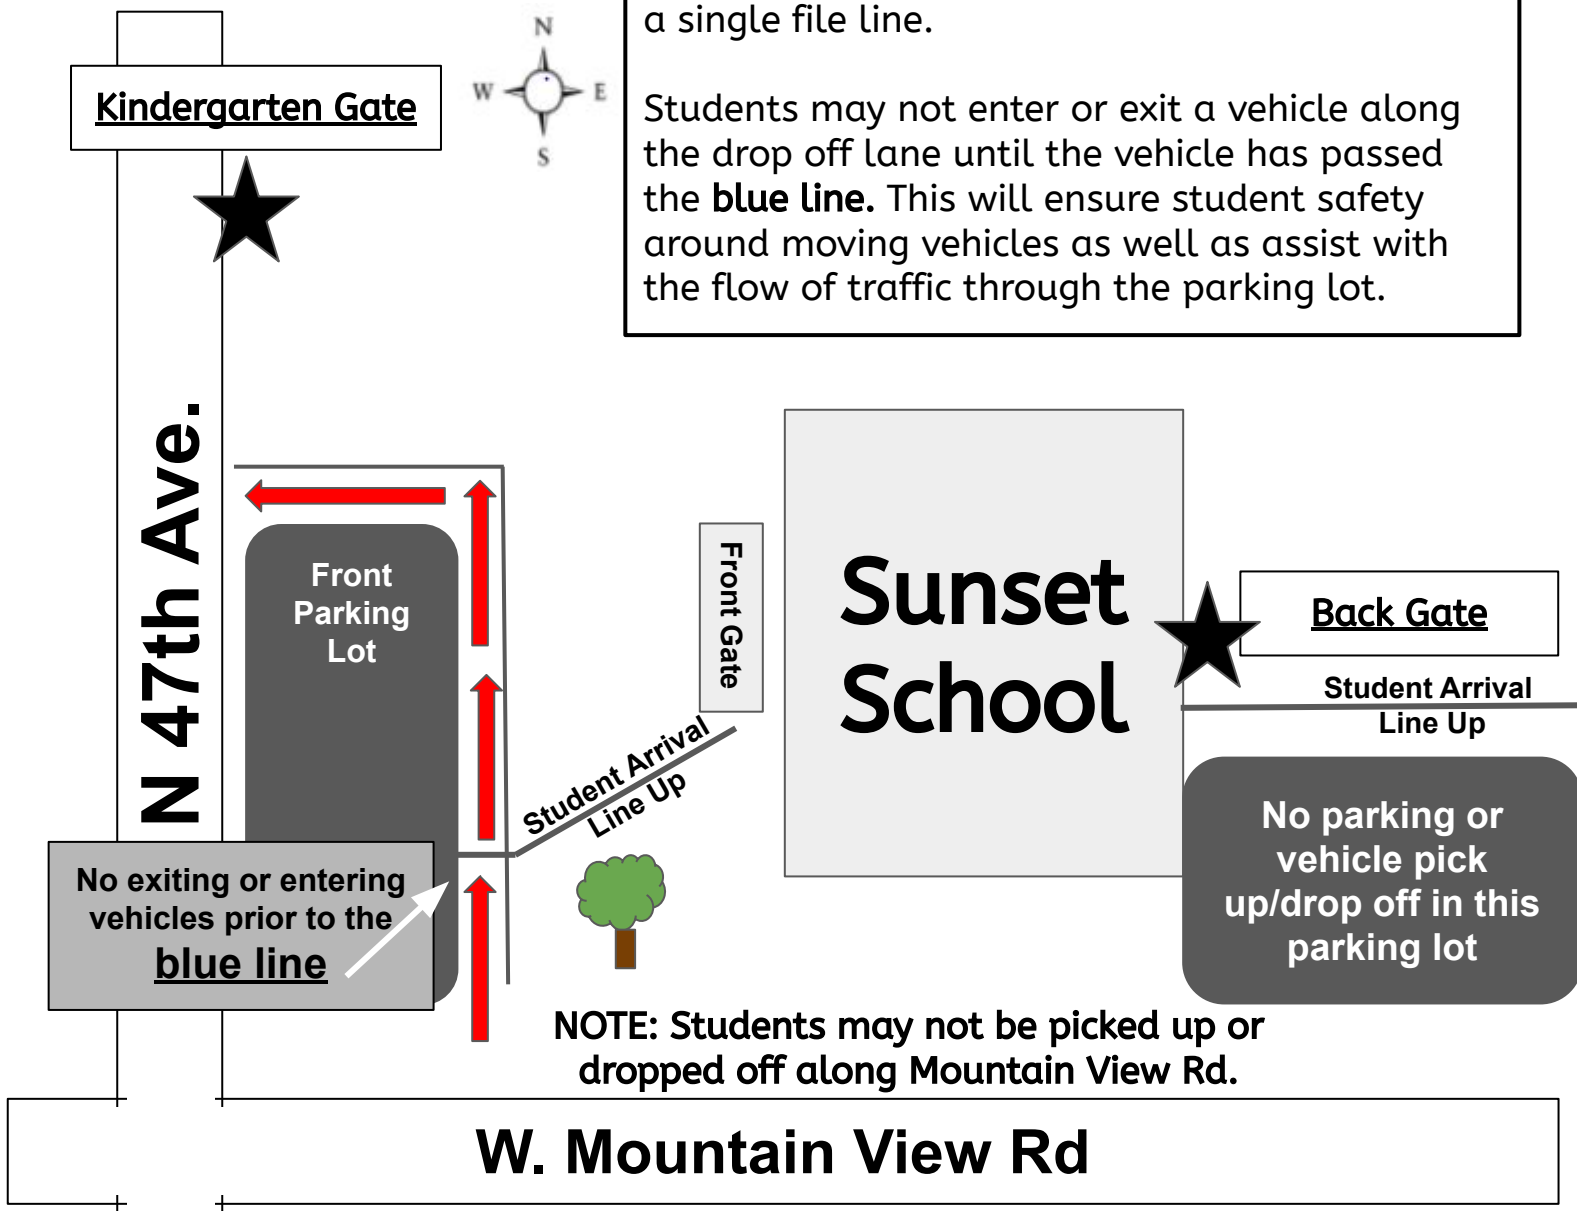 a single file line.
Students may not enter or exit a vehicle along
the drop off lane until the vehicle has passed
the blue line. This will ensure student safety
around moving vehicles as well as assist with
the flow of traffic through the parking lot.
N
W
E
S
Kindergarten Gate
N 47th Ave.
Front
Parking
Lot
Front Gate
Sunset
School
Back Gate
Student Arrival
Line Up
Student Arrival
Line Up
No parking or
vehicle pick
up/drop off in this
parking lot
No exiting or entering
vehicles prior to the
blue line
NOTE: Students may not be picked up or
dropped off along Mountain View Rd.
W. Mountain View Rd